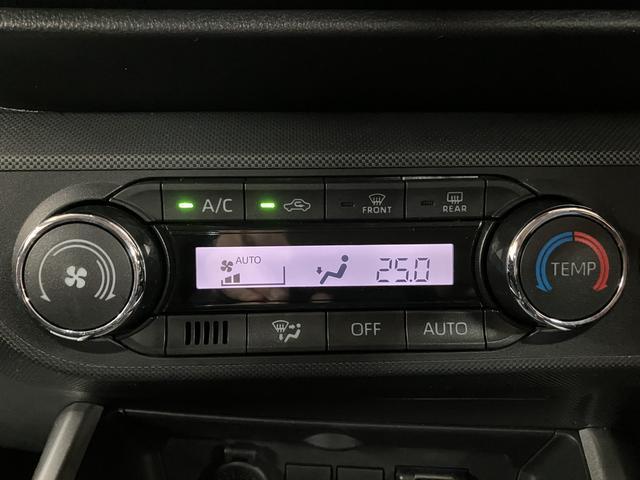 A/C
FRONT
REAR
AUTO
25.0
TEMP
OFF
AUTO